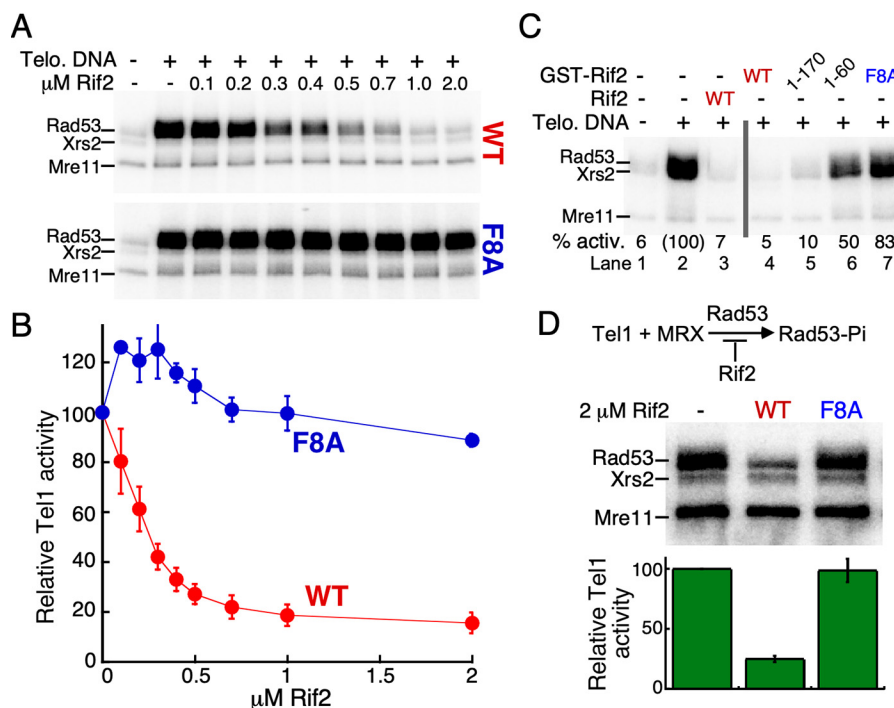 A
Telo. DNA - + + + + + + + + +
μM Rif2 - - 0.1 0.2 0.3 0.4 0.5 0.7 1.0 2.0
Rad53
Xrs2
Mre11
WT
Rad53
Xrs2
Mre11
F8A
B
Relative Tel1 activity
120
100
80
60
40
20
0
F8A
WT
0 0.5 1 1.5 2
μM Rif2
C
GST-Rif2 - - - WT 1-170 1-60 F8A
Rif2 - - WT - - - -
Telo. DNA - + + + + + +
Rad53
Xrs2
Mre11
% activ. 6 (100) 7 5 10 50 83
Lane 1 2 3 4 5 6 7
D
Rad53
Tel1 + MRX Rad53-Pi
Rif2
2 μM Rif2 - WT F8A
Rad53
Xrs2
Mre11
Relative Tel1
activity
100
50
0